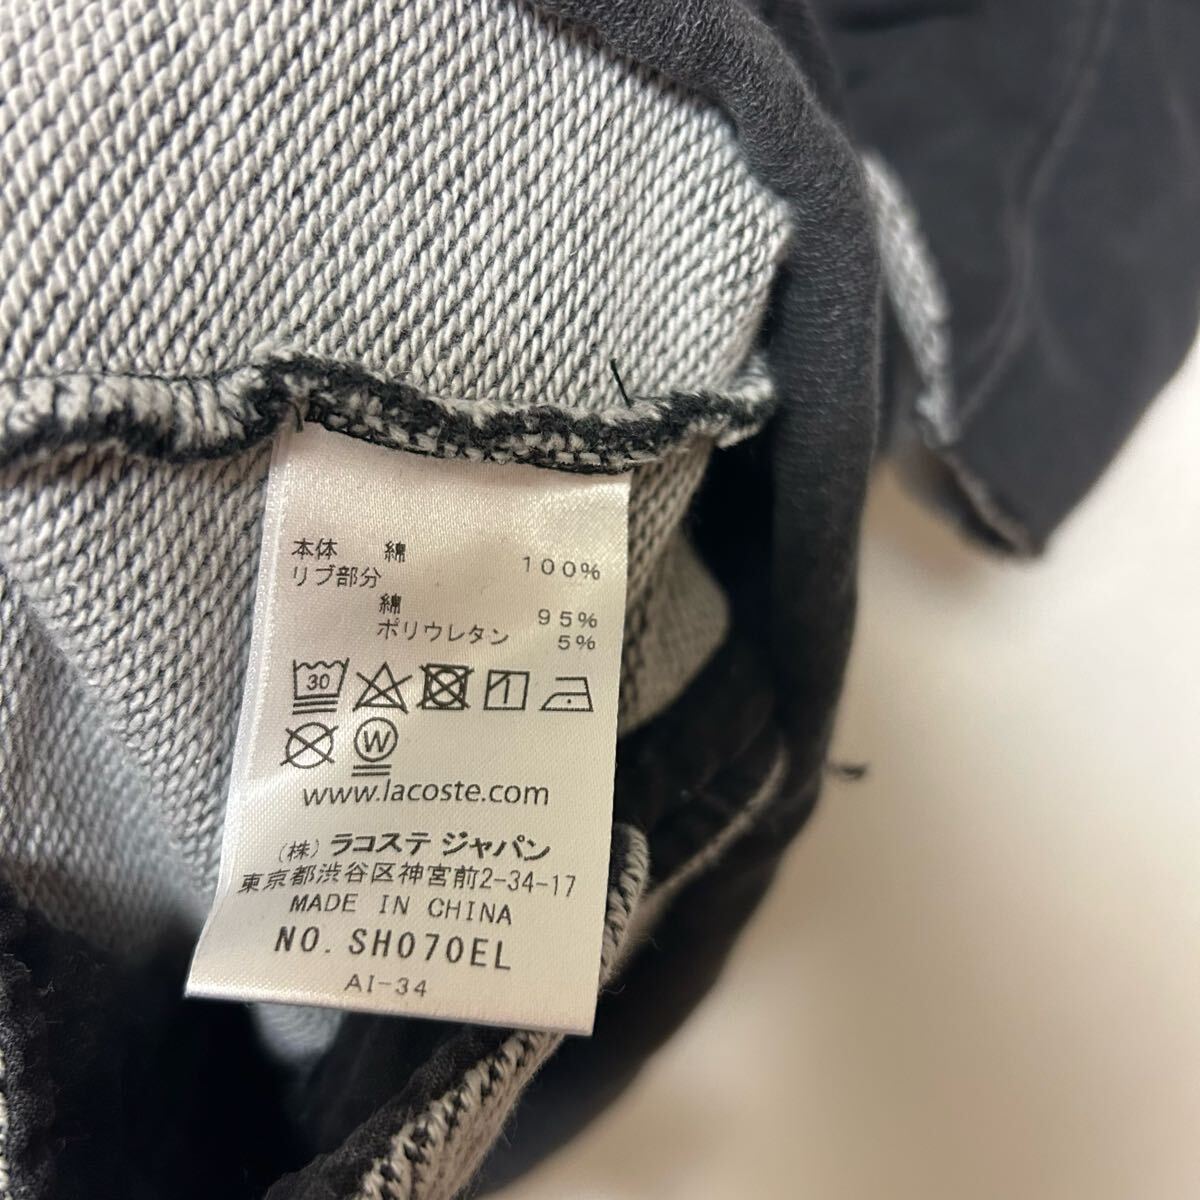 本体 綿 100%
リブ部分
綿 95%
ポリウレタン 5%
30
W
www.lacoste.com
(株) ラコステ ジャパン
東京都渋谷区神宮前2-34-17
MADE IN CHINA
NO. SH070EL
AI-34